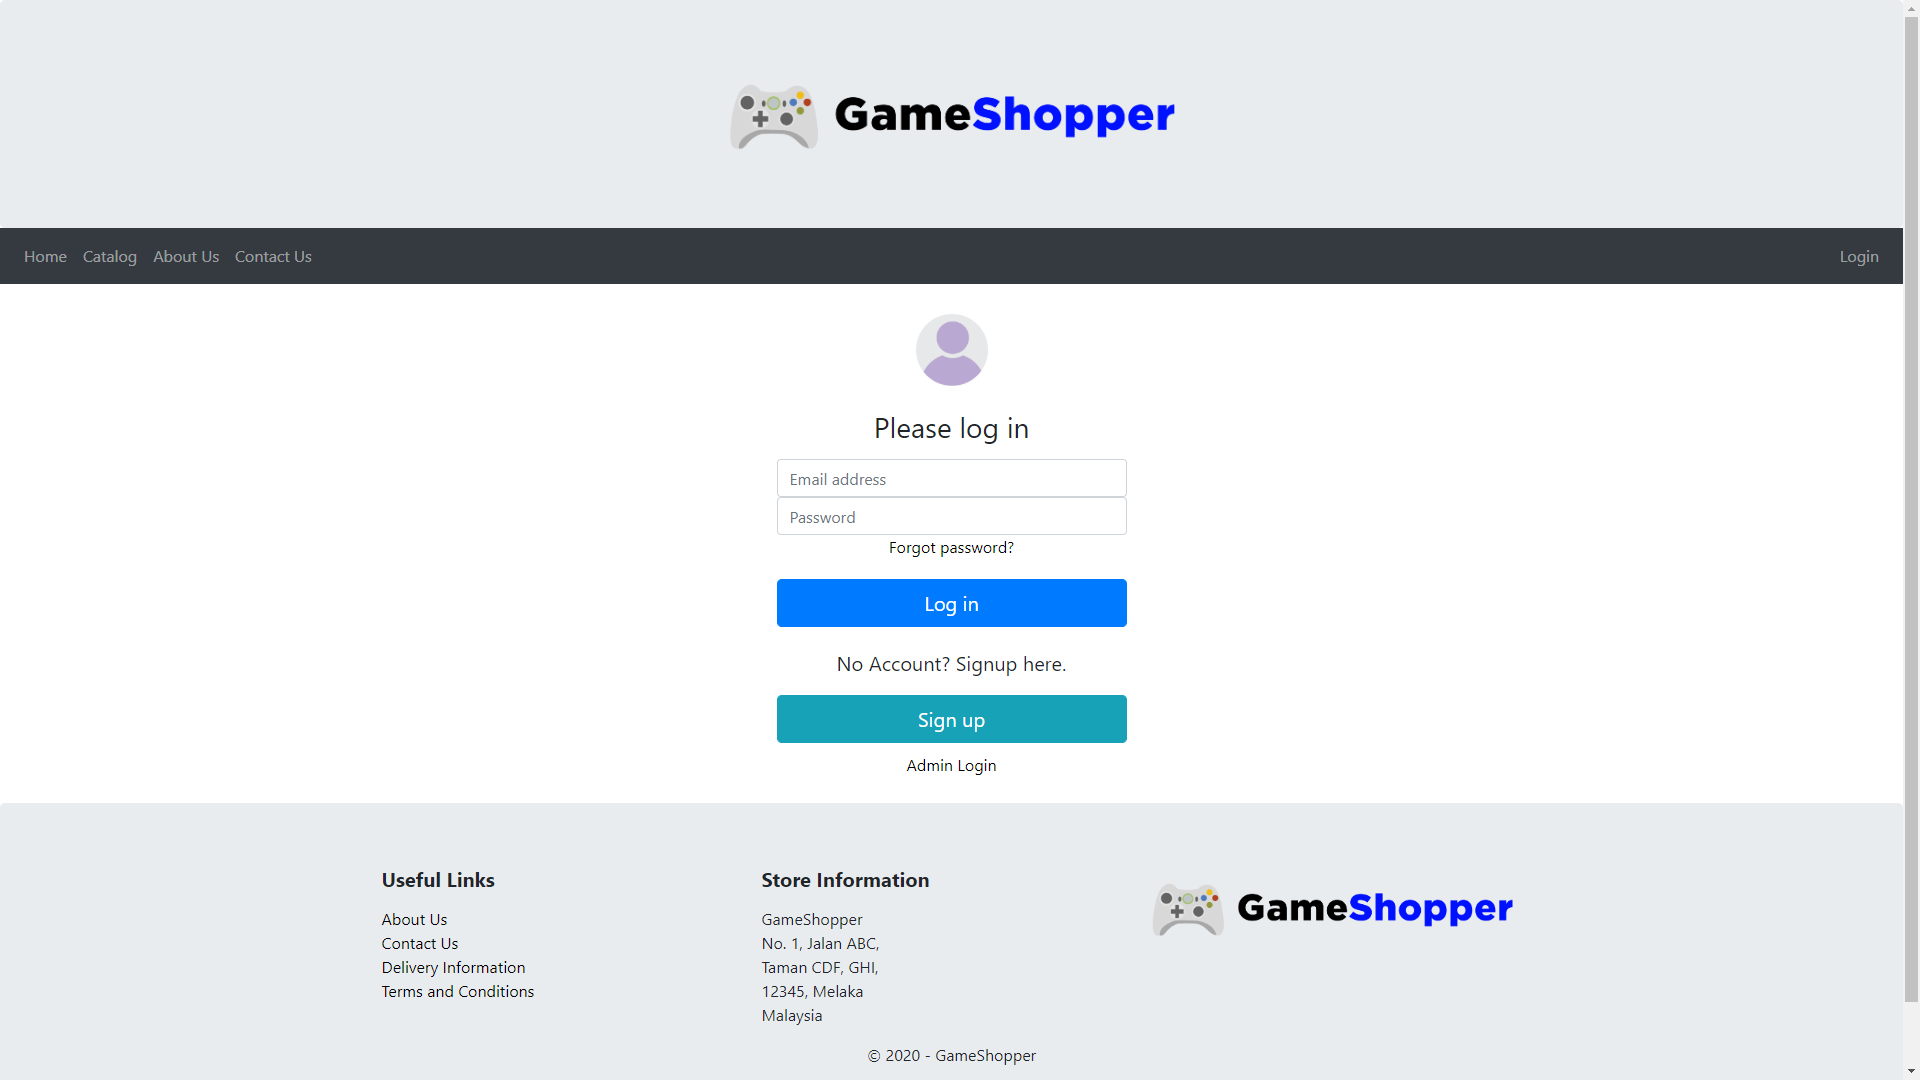 GameShopper
Home Catalog About Us Contact Us Login
Please log in
Email address
Password
Forgot password?
Log in
No Account? Signup here.
Sign up
Admin Login
Useful Links
About Us
Contact Us
Delivery Information
Terms and Conditions
Store Information
GameShopper
No. 1, Jalan ABC,
Taman CDF, GHI,
12345, Melaka
Malaysia
GameShopper
© 2020 - GameShopper